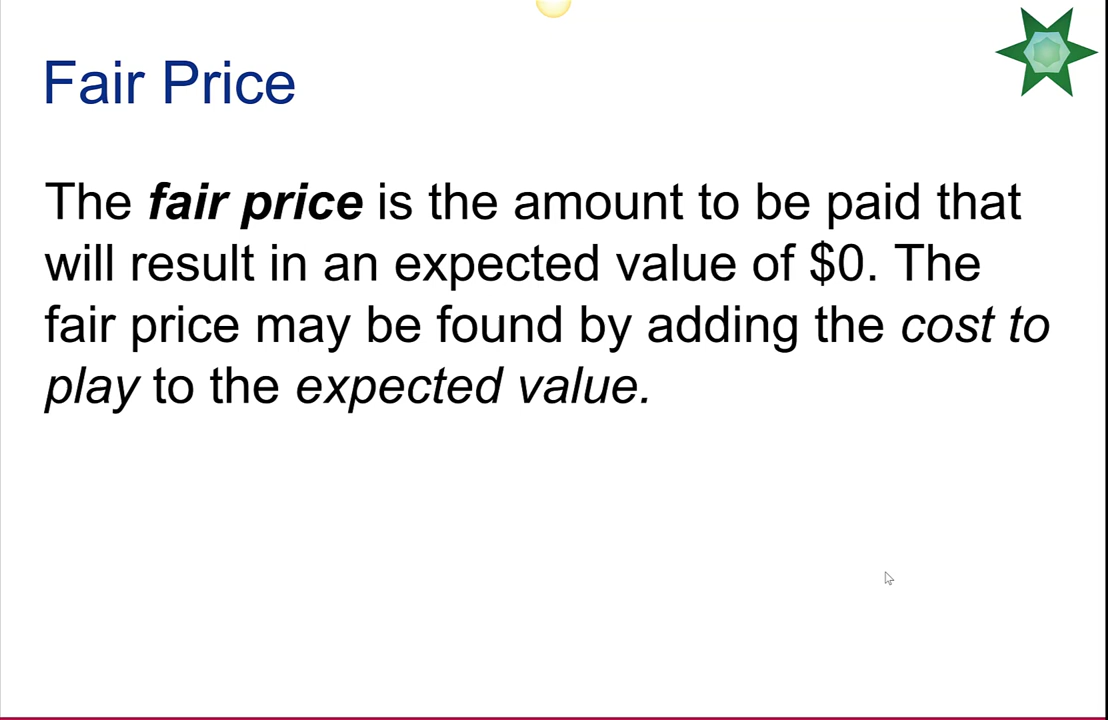 Fair Price
The fair price is the amount to be paid that
will result in an expected value of $0. The
fair price may be found by adding the cost to
play to the expected value.